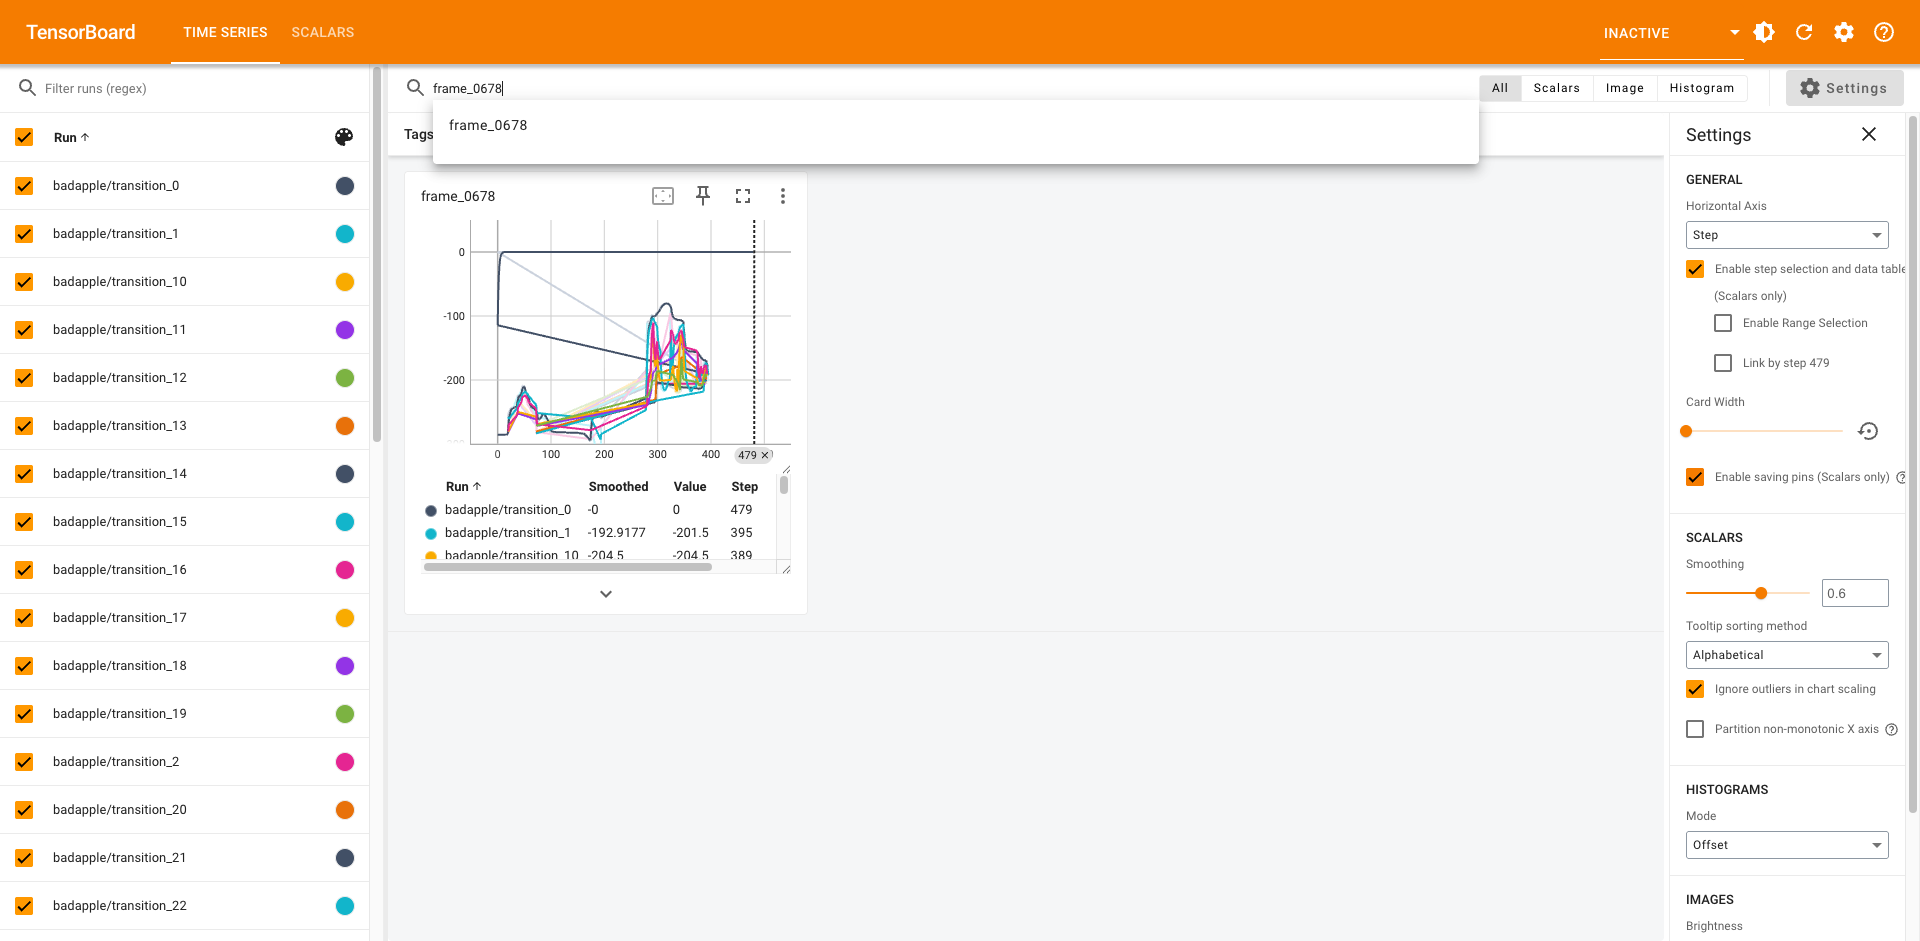 TensorBoard
TIME SERIES
SCALARS
INACTIVE
Filter runs (regex)
frame_0678
All
Scalars
Image
Histogram
Settings
frame_0678
Run
Tags
badapple/transition_0
badapple/transition_1
badapple/transition_10
badapple/transition_11
badapple/transition_12
badapple/transition_13
badapple/transition_14
badapple/transition_15
badapple/transition_16
badapple/transition_17
badapple/transition_18
badapple/transition_19
badapple/transition_2
badapple/transition_20
badapple/transition_21
badapple/transition_22
frame_0678
0
-100
-200
0 100 200 300 400 479
Run Smoothed Value Step
badapple/transition_0 -0 0 479
badapple/transition_1 -192.9177 -201.5 395
badapple/transition_10 -204.5 -204.5 389
Settings
GENERAL
Horizontal Axis
Step
Enable step selection and data table
(Scalars only)
Enable Range Selection
Link by step 479
Card Width
Enable saving pins (Scalars only)
SCALARS
Smoothing
0.6
Tooltip sorting method
Alphabetical
Ignore outliers in chart scaling
Partition non-monotonic X axis
HISTOGRAMS
Mode
Offset
IMAGES
Brightness